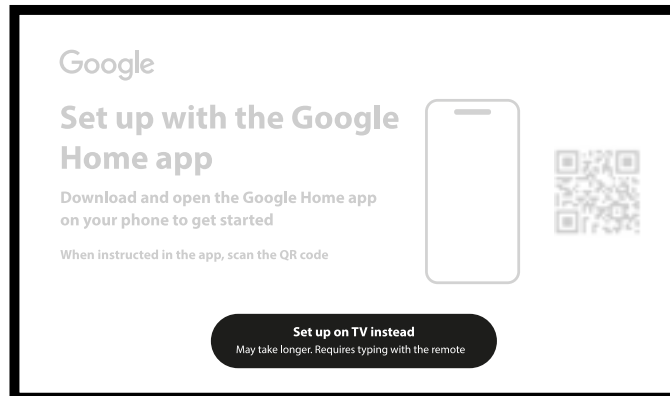 Google
Set up with the Google
Home app
Download and open the Google Home app
on your phone to get started
When instructed in the app, scan the QR code
Set up on TV instead
May take longer. Requires typing with the remote